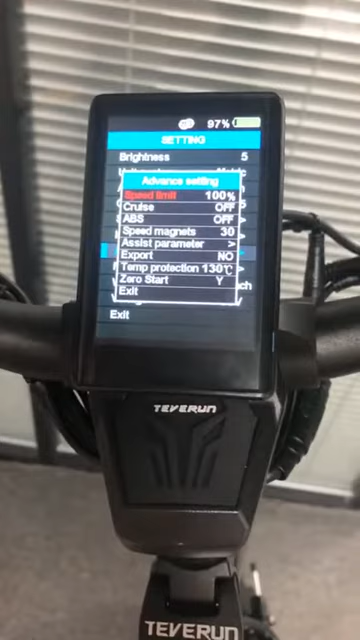 97%
SETTING
Brightness 5
Advance setting
Speed limit 100%
Cruise OFF
ABS OFF
Speed magnets 30
Assist parameter >
Export NO
Temp protection 130℃
Zero Start Y
Exit
Exit
TEVERUN
TEVERUN